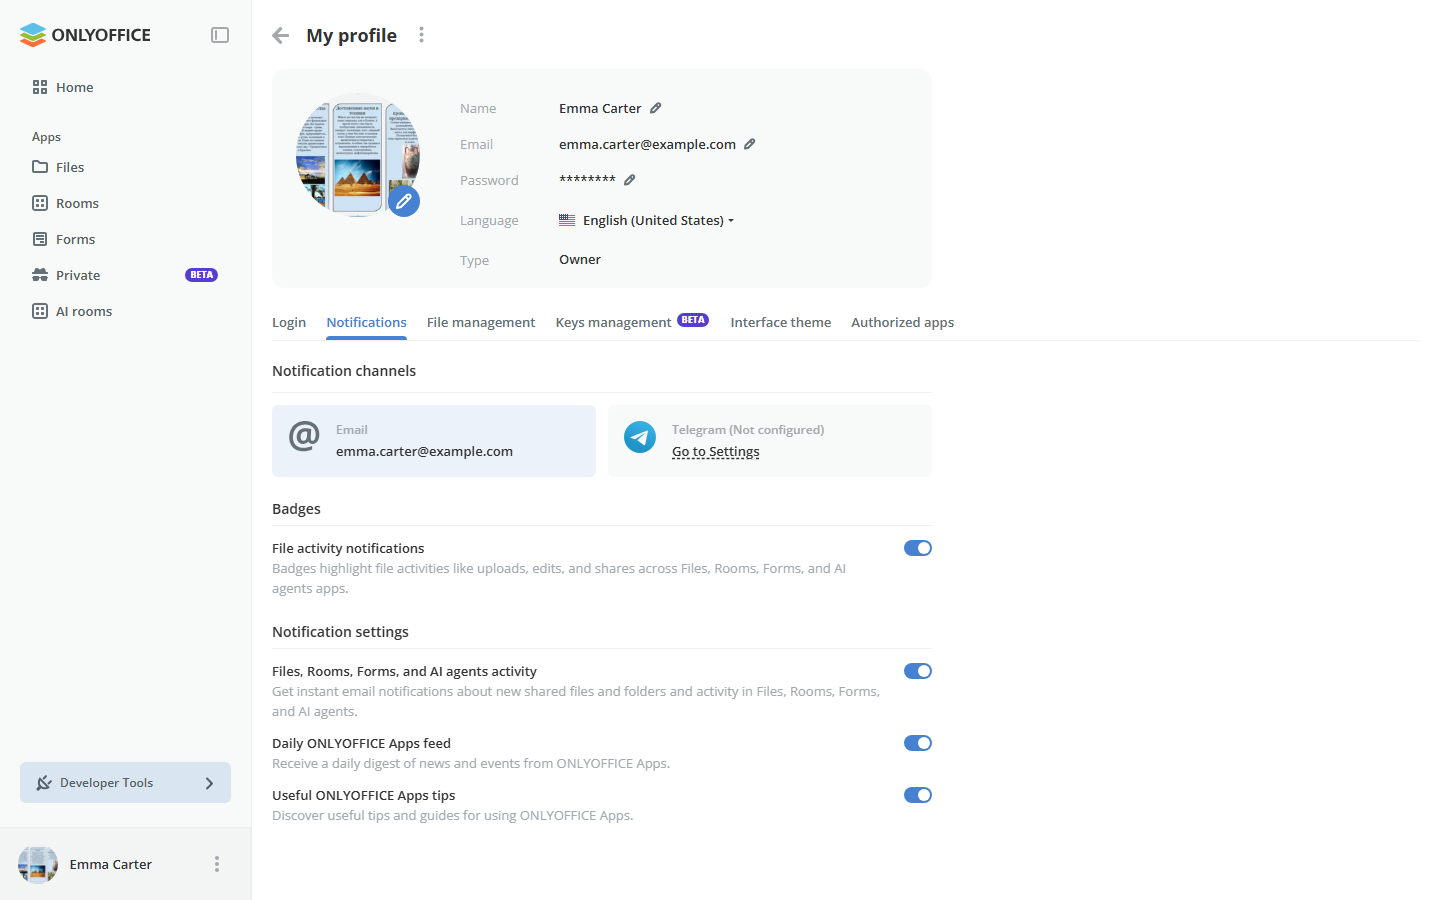 ONLYOFFICE
Home
Apps
Files
Rooms
Forms
Private
BETA
AI rooms
Developer Tools
Emma Carter
My profile
Name
Emma Carter
Email
emma.carter@example.com
Password
********
Language
English (United States)
Type
Owner
Login
Notifications
File management
Keys management
BETA
Interface theme
Authorized apps
Notification channels
Email
emma.carter@example.com
Telegram (Not configured)
Go to Settings
Badges
File activity notifications
Badges highlight file activities like uploads, edits, and shares across Files, Rooms, Forms, and AI
agents apps.
Notification settings
Files, Rooms, Forms, and AI agents activity
Get instant email notifications about new shared files and folders and activity in Files, Rooms, Forms,
and AI agents.
Daily ONLYOFFICE Apps feed
Receive a daily digest of news and events from ONLYOFFICE Apps.
Useful ONLYOFFICE Apps tips
Discover useful tips and guides for using ONLYOFFICE Apps.